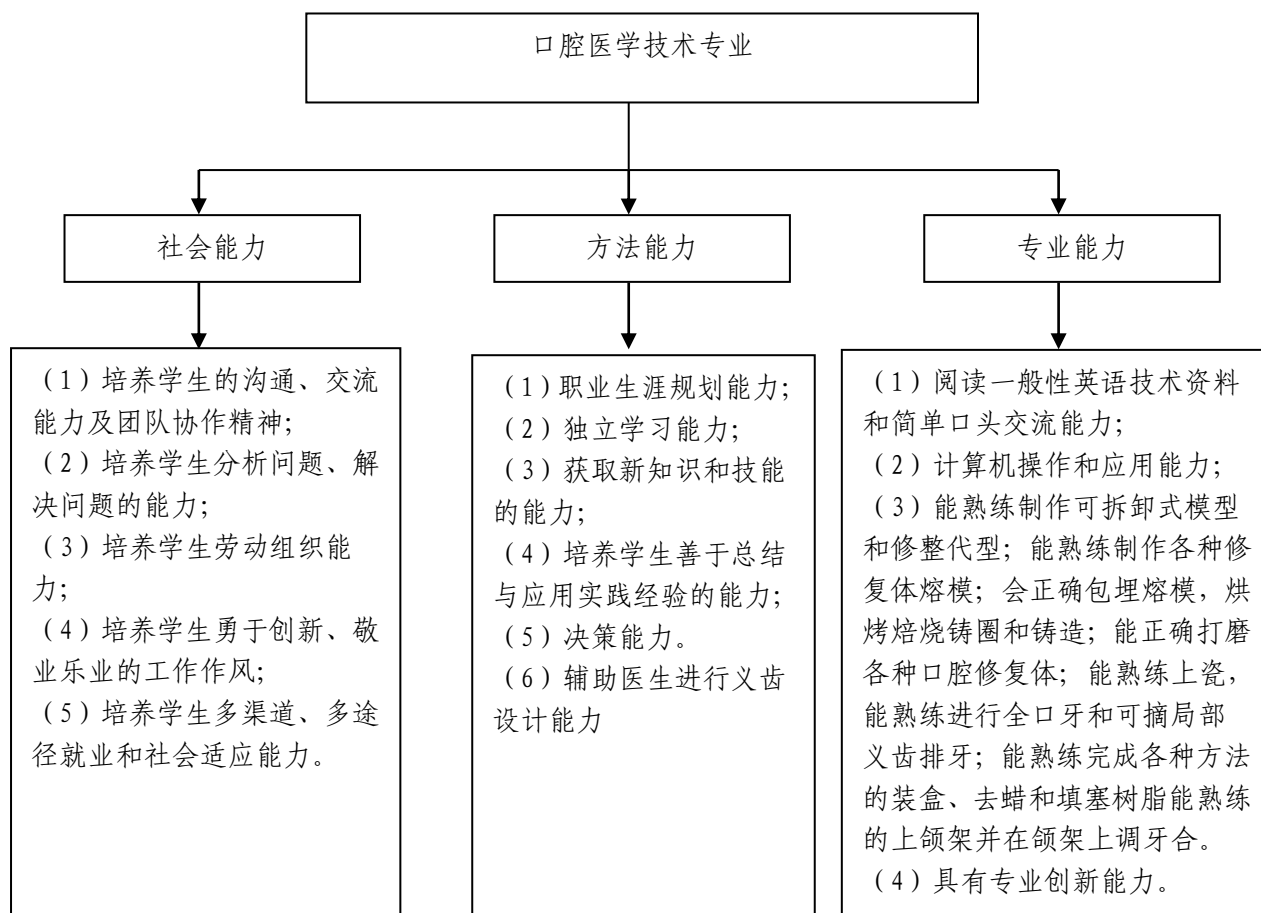 口腔医学技术专业
社会能力
方法能力
专业能力
（1）培养学生的沟通、交流
能力及团队协作精神；
（2）培养学生分析问题、解
决问题的能力；
（3）培养学生劳动组织能
力；
（4）培养学生勇于创新、敬
业乐业的工作作风；
（5）培养学生多渠道、多途
径就业和社会适应能力。
（1）职业生涯规划能力；
（2）独立学习能力；
（3）获取新知识和技能
的能力；
（4）培养学生善于总结
与应用实践经验的能力；
（5）决策能力。
（6）辅助医生进行义齿
设计能力
（1）阅读一般性英语技术资料
和简单口头交流能力；
（2）计算机操作和应用能力；
（3）能熟练制作可拆卸式模型
和修整代型；能熟练制作各种修
复体熔模；会正确包埋熔模，烘
烤焙烧铸圈和铸造；能正确打磨
各种口腔修复体；能熟练上瓷，
能熟练进行全口牙和可摘局部
义齿排牙；能熟练完成各种方法
的装盒、去蜡和填塞树脂能熟练
的上颌架并在颌架上调牙合。
（4）具有专业创新能力。